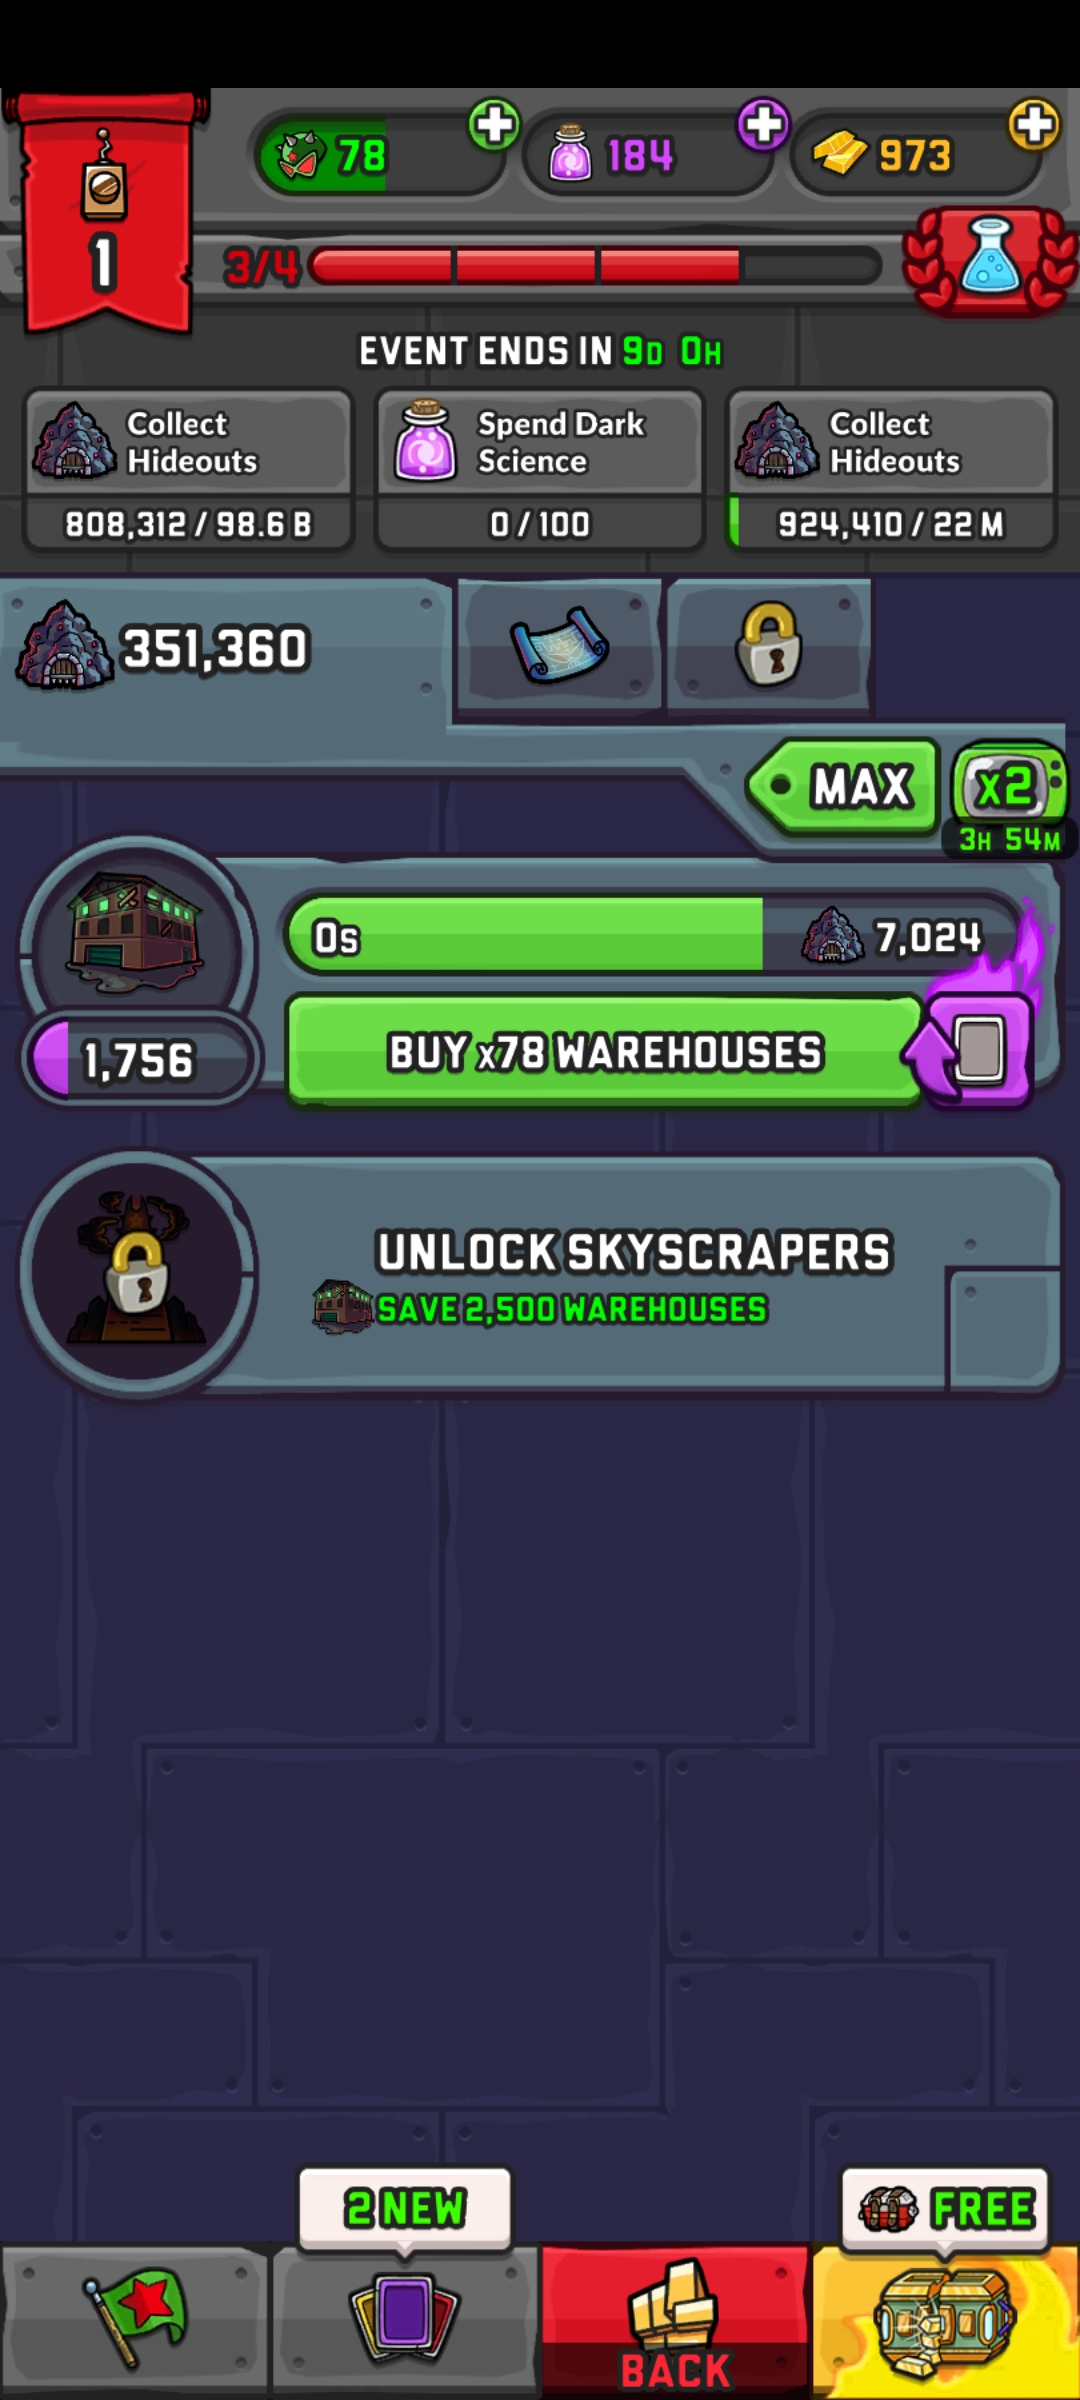 78
184
973
1
3/4
EVENT ENDS IN 9D 0H
Collect
Hideouts
808,312 / 98.6 B
Spend Dark
Science
0 / 100
Collect
Hideouts
924,410 / 22 M
351,360
MAX
x2
3H 54M
0s
7,024
1,756
BUY x78 WAREHOUSES
UNLOCK SKYSCRAPERS
SAVE 2,500 WAREHOUSES
2 NEW
FREE
BACK